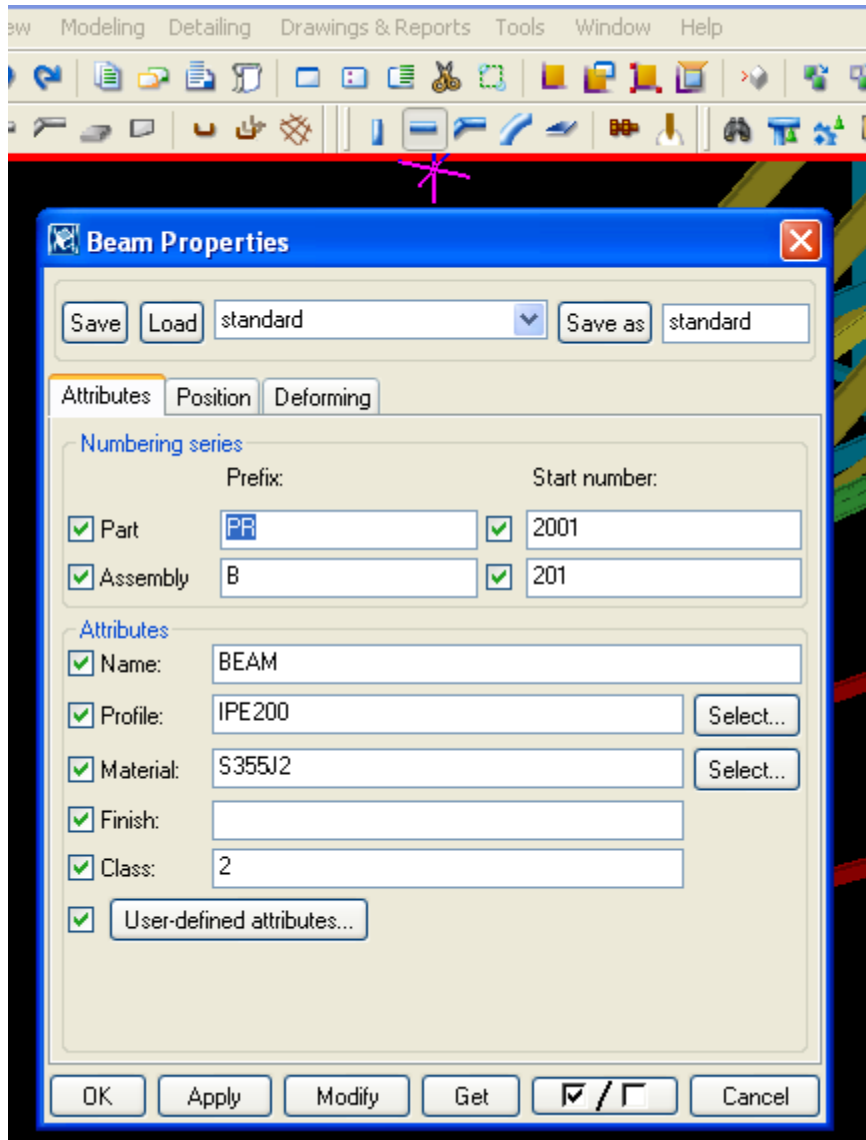 ew Modeling Detailing Drawings & Reports Tools Window Help
Beam Properties
Save Load standard Save as standard
Attributes Position Deforming
Numbering series
Prefix: Start number:
Part PR 2001
Assembly B 201
Attributes
Name: BEAM
Profile: IPE200 Select...
Material: S355J2 Select...
Finish:
Class: 2
User-defined attributes...
OK Apply Modify Get / Cancel